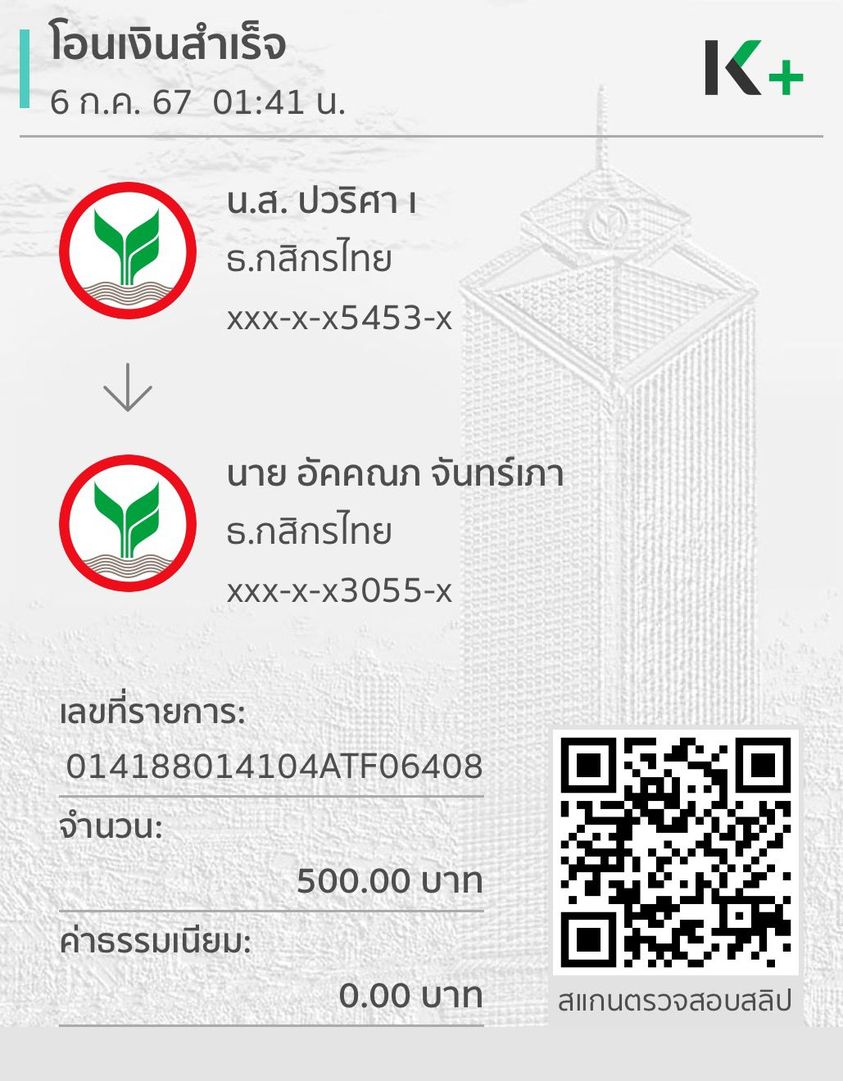 โอนเงินสำเร็จ
6 ก.ค. 67 01:41 น.
K+
น.ส. ปวริศา เ
ธ.กสิกรไทย
xxx-x-x5453-x
นาย อัคคณภ จันทร์เภา
ธ.กสิกรไทย
xxx-x-x3055-x
เลขที่รายการ:
014188014104ATF06408
จำนวน:
500.00 บาท
ค่าธรรมเนียม:
0.00 บาท
สแกนตรวจสอบสลิป